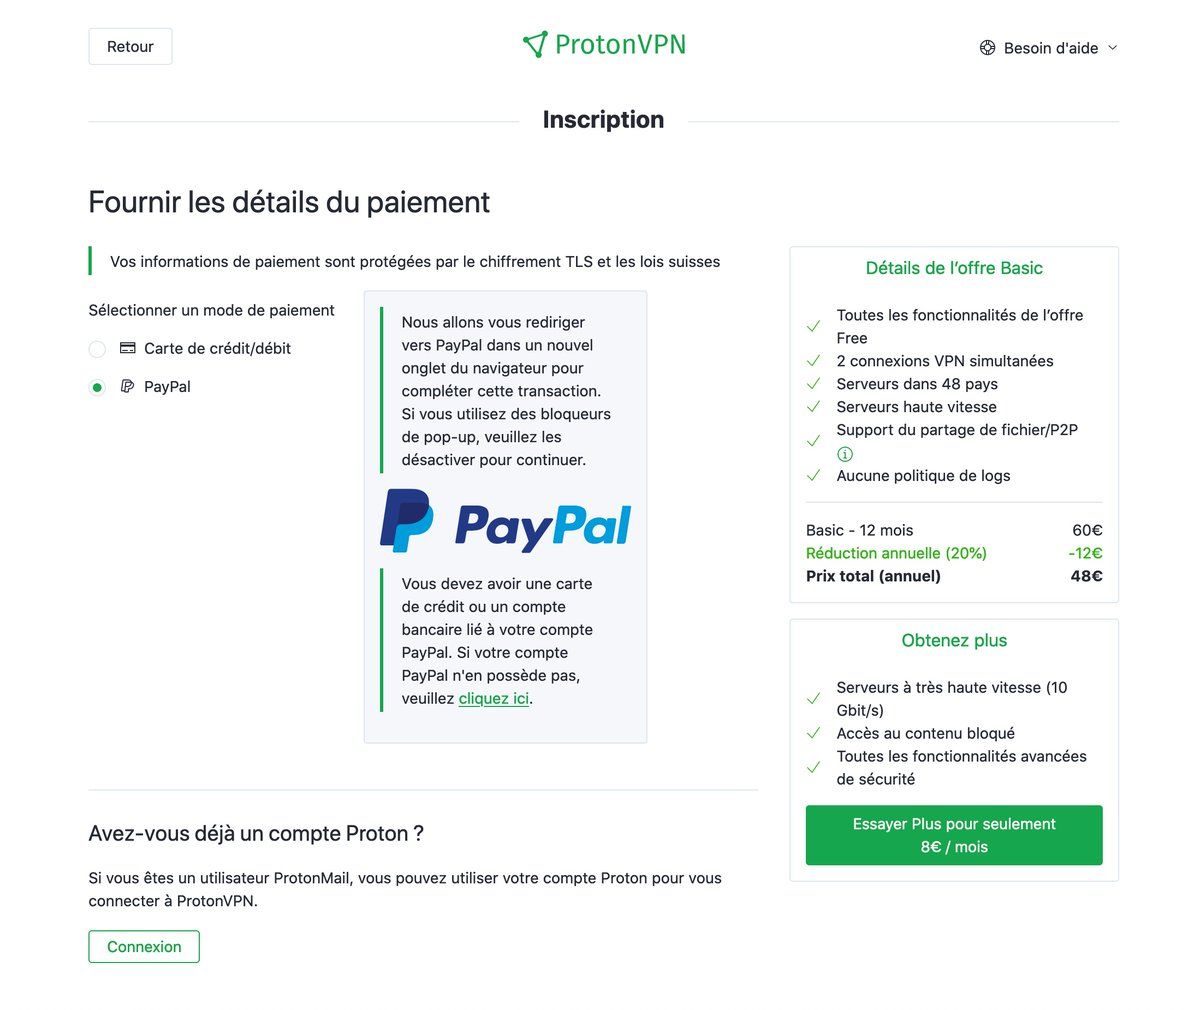 Retour
ProtonVPN
Besoin d'aide
Inscription
Fournir les détails du paiement
Vos informations de paiement sont protégées par le chiffrement TLS et les lois suisses
Sélectionner un mode de paiement
Carte de crédit/débit
PayPal
Nous allons vous rediriger
vers PayPal dans un nouvel
onglet du navigateur pour
compléter cette transaction.
Si vous utilisez des bloqueurs
de pop-up, veuillez les
désactiver pour continuer.
PayPal
Vous devez avoir une carte
de crédit ou un compte
bancaire lié à votre compte
PayPal. Si votre compte
PayPal n'en possède pas,
veuillez cliquez ici.
Détails de l’offre Basic
Toutes les fonctionnalités de l’offre
Free
2 connexions VPN simultanées
Serveurs dans 48 pays
Serveurs haute vitesse
Support du partage de fichier/P2P
Aucune politique de logs
Basic - 12 mois 60€
Réduction annuelle (20%) -12€
Prix total (annuel) 48€
Obtenez plus
Serveurs à très haute vitesse (10
Gbit/s)
Accès au contenu bloqué
Toutes les fonctionnalités avancées
de sécurité
Essayer Plus pour seulement
8€ / mois
Avez-vous déjà un compte Proton ?
Si vous êtes un utilisateur ProtonMail, vous pouvez utiliser votre compte Proton pour vous
connecter à ProtonVPN.
Connexion